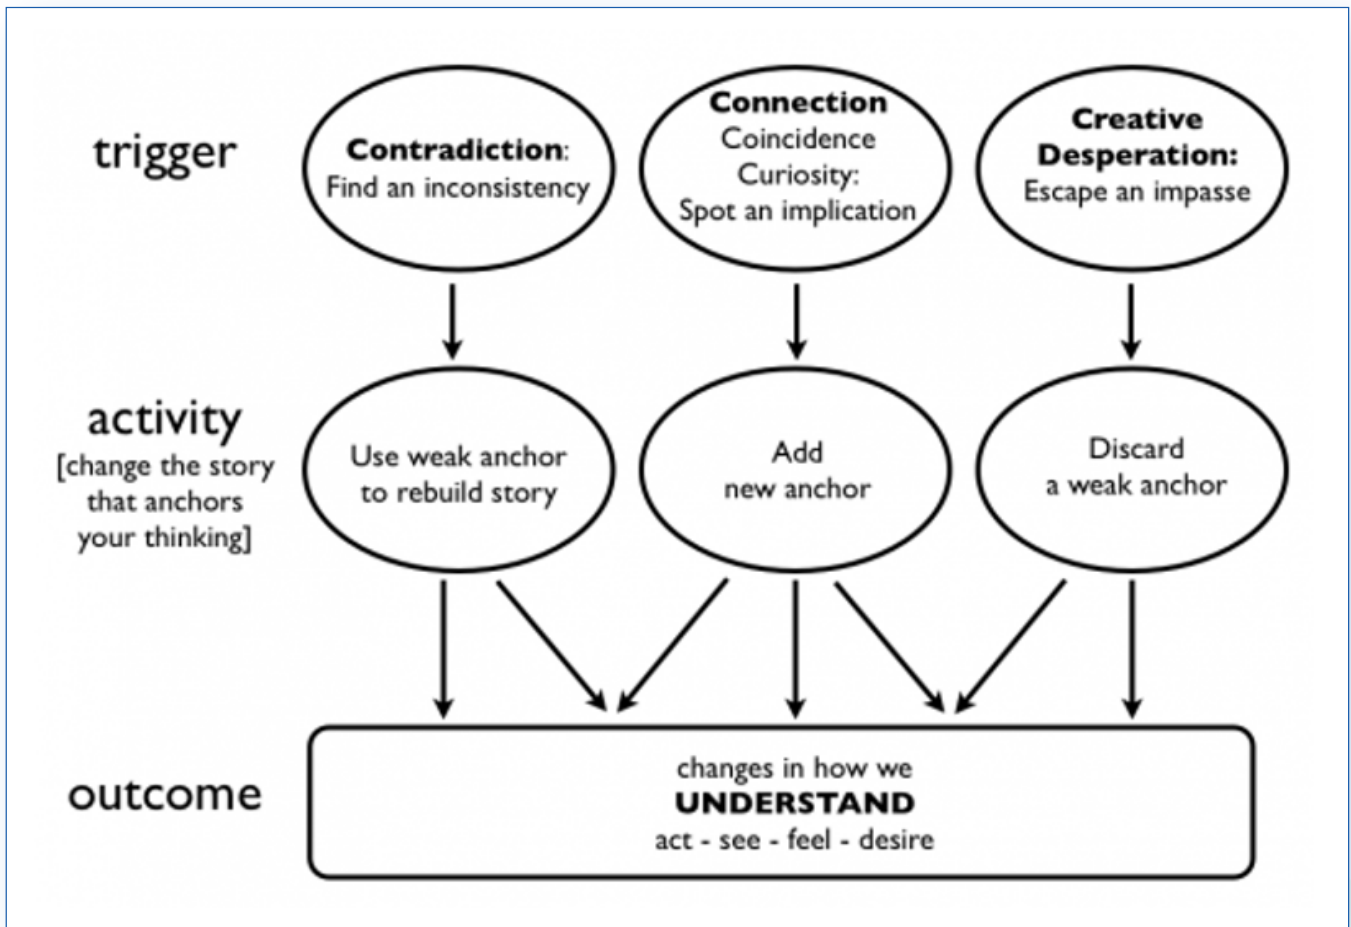 trigger
Contradiction:
Find an inconsistency
Connection
Coincidence
Curiosity:
Spot an implication
Creative
Desperation:
Escape an impasse
activity
[change the story
that anchors
your thinking]
Use weak anchor
to rebuild story
Add
new anchor
Discard
a weak anchor
outcome
changes in how we
UNDERSTAND
act - see - feel - desire